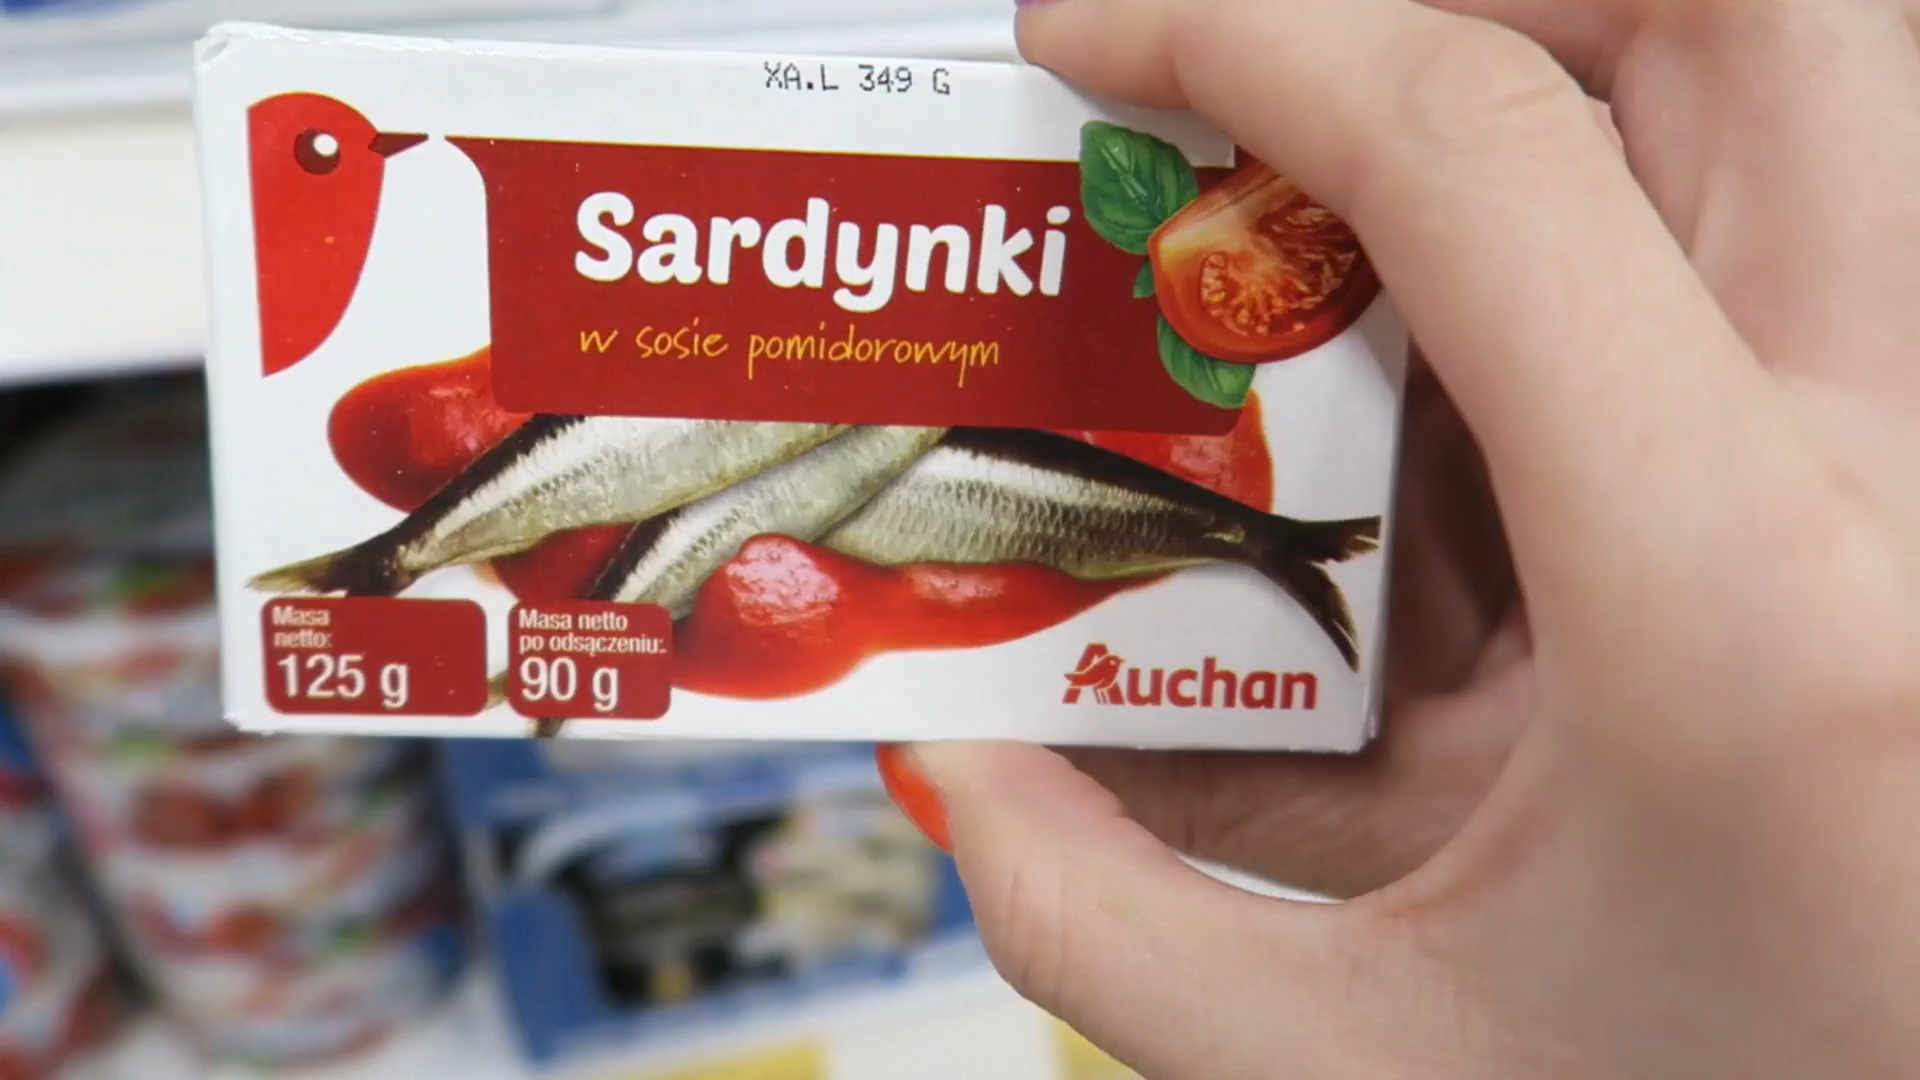 XA.L 349 G
Sardynki
w sosie pomidorowym
Masa
netto:
125 g
Masa netto
po odsączeniu:
90 g
Auchan